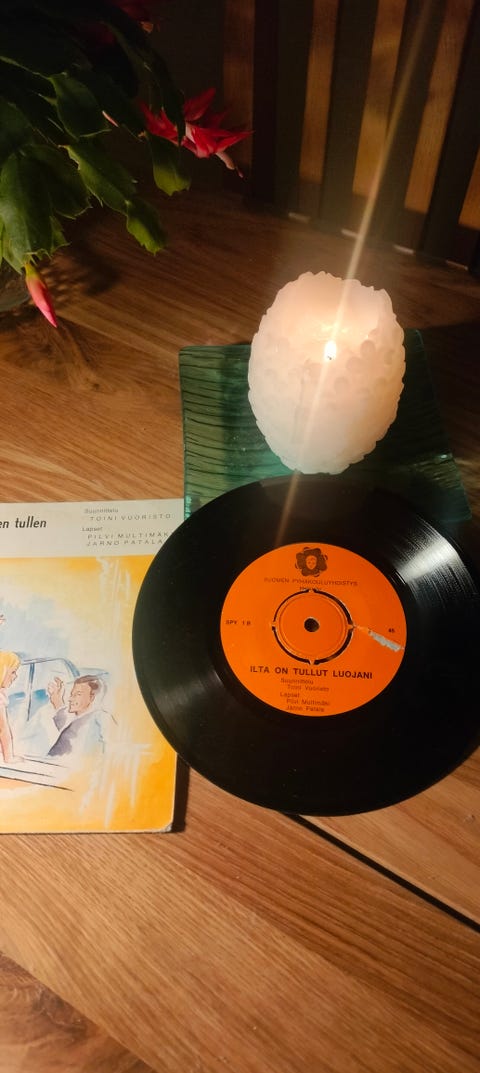 en tullen
Suunnittelu
TOINI VUORISTO
Lapset
PILVI MULTIMÄK
JARNO PATALA
SUOMEN PYHÄKOULUYHDISTYS
SPY 1 B
45
ILTA ON TULLUT LUOJANI
Suunnittelu
Toini Vuoristo
Lapset
Pilvi Multimäki
Jarno Patala